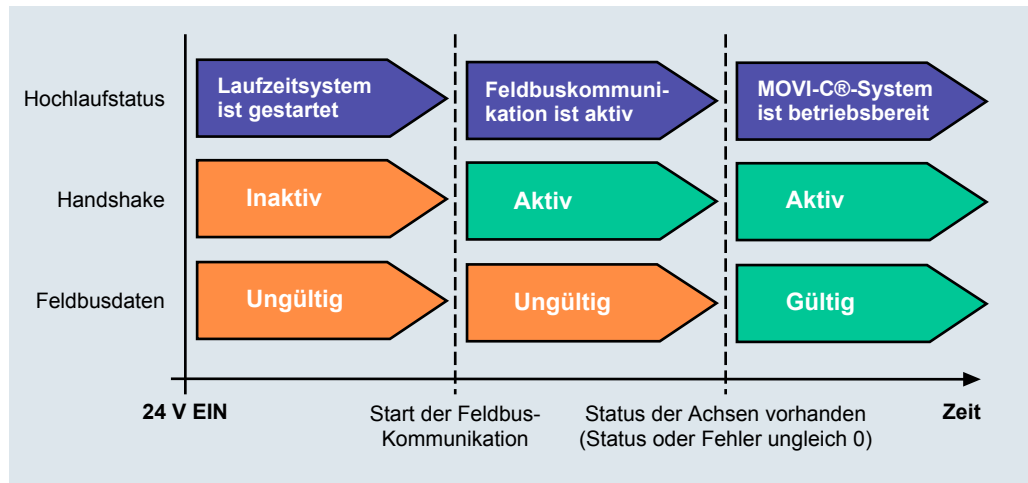 Hochlaufstatus
Laufzeitsystem
ist gestartet
Feldbuskommuni-
kation ist aktiv
MOVI-C®-System
ist betriebsbereit
Handshake
Inaktiv
Aktiv
Aktiv
Feldbusdaten
Ungültig
Ungültig
Gültig
24 V EIN
Start der Feldbus-
Kommunikation
Status der Achsen vorhanden
(Status oder Fehler ungleich 0)
Zeit